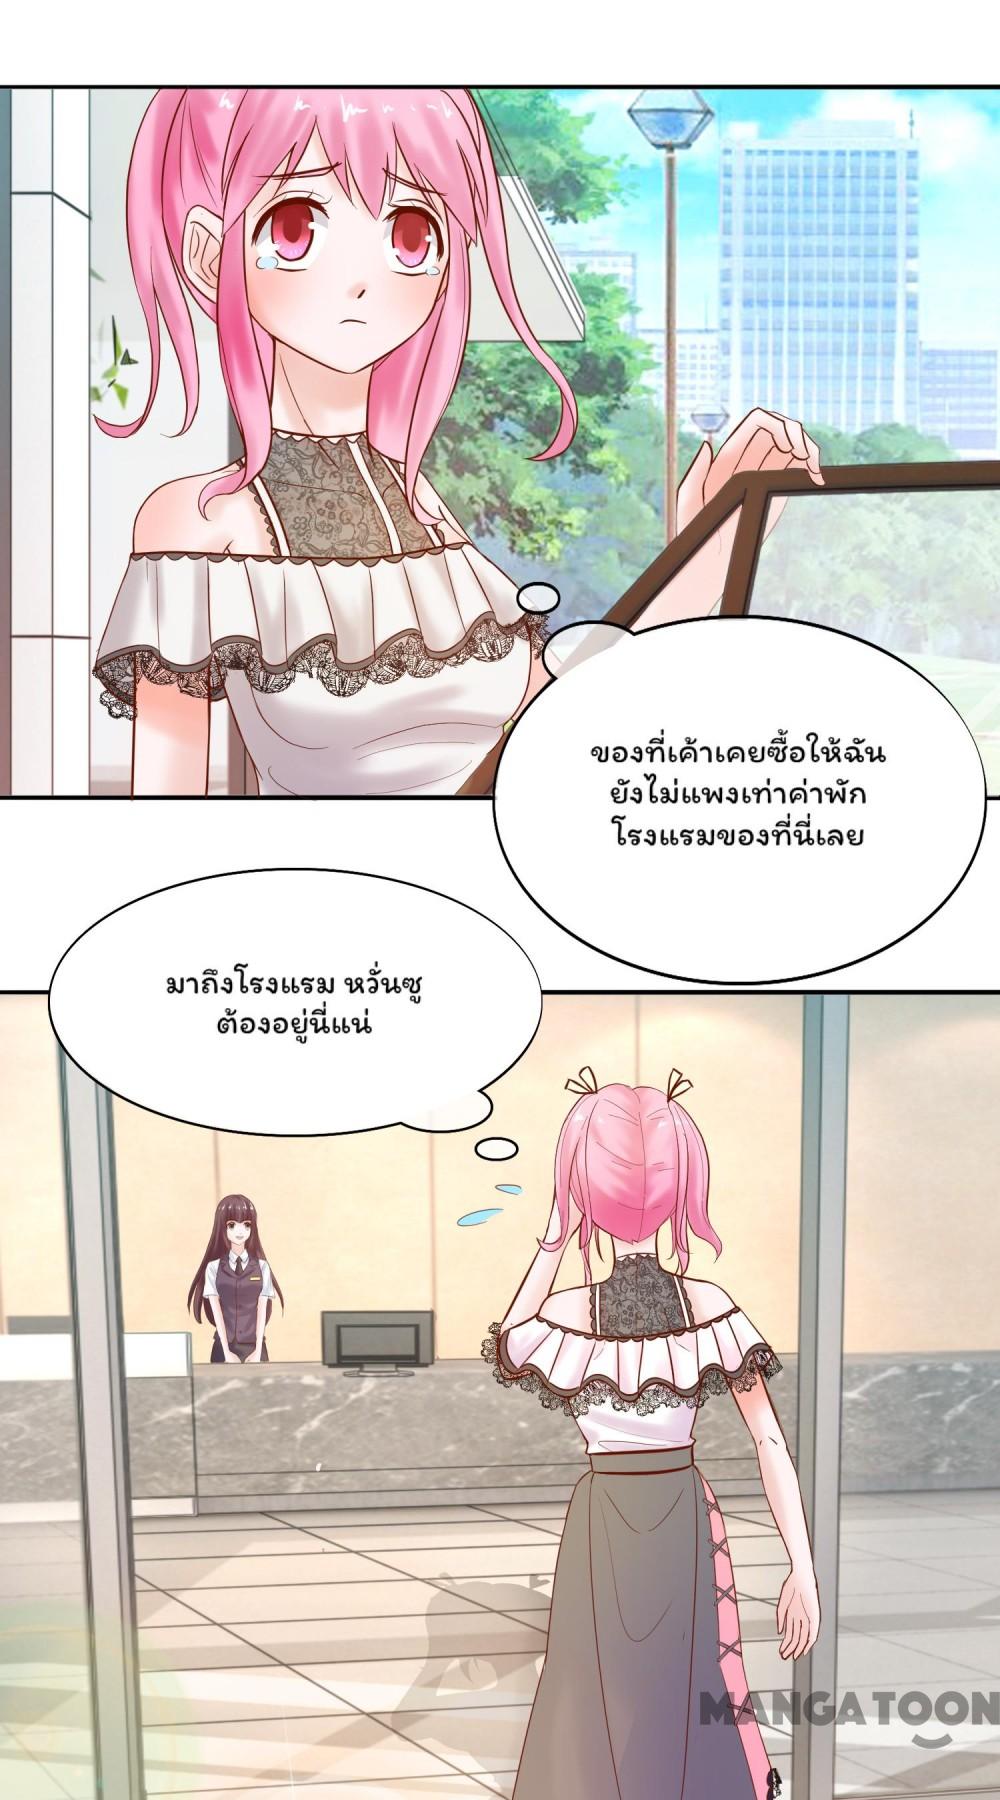 ของที่เค้าเคยซื้อให้ฉัน
ยังไม่แพงเท่าค่าพัก
โรงแรมของที่นี่เลย
มาถึงโรงแรม หวั่นซู
ต้องอยู่นี่แน่
MANGATOON